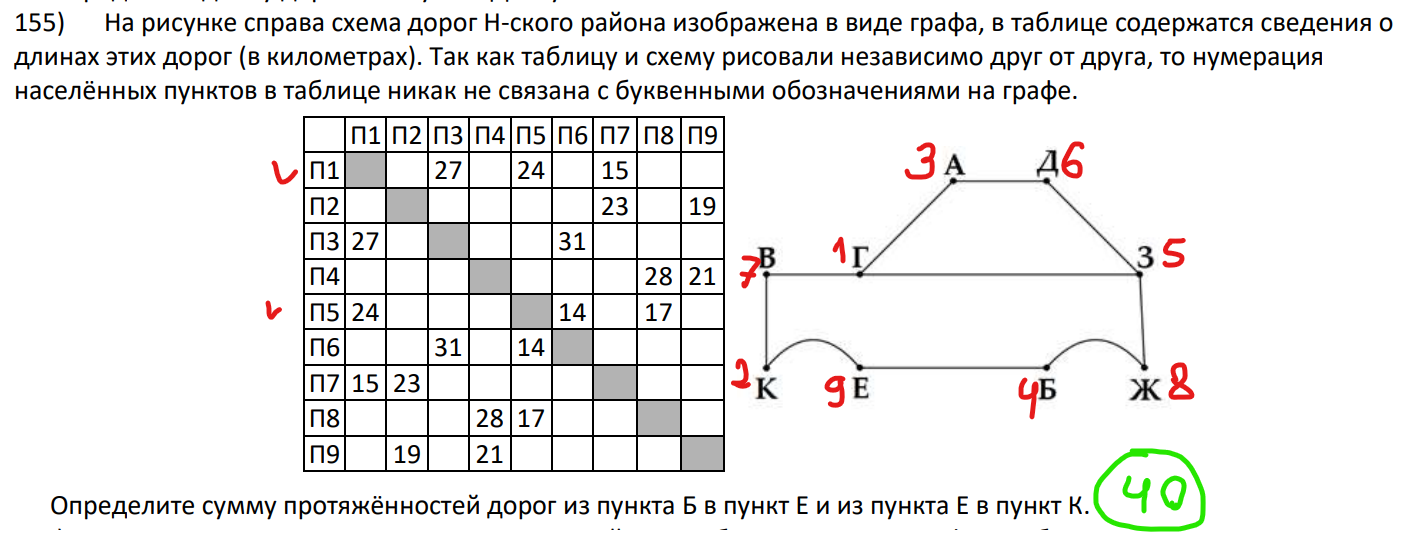 155) На рисунке справа схема дорог Н-ского района изображена в виде графа, в таблице содержатся сведения о
длинах этих дорог (в километрах). Так как таблицу и схему рисовали независимо друг от друга, то нумерация
населённых пунктов в таблице никак не связана с буквенными обозначениями на графе.
П1 П2 П3 П4 П5 П6 П7 П8 П9
П1 27 24 15
П2 23 19
П3 27 31
П4 28 21
П5 24 14 17
П6 31 14
П7 15 23
П8 28 17
П9 19 21
3 А Д 6
7 В 1 Г З 5
2 К 9 Е 4 Б Ж 8
Определите сумму протяжённостей дорог из пункта Б в пункт Е и из пункта Е в пункт К. 40